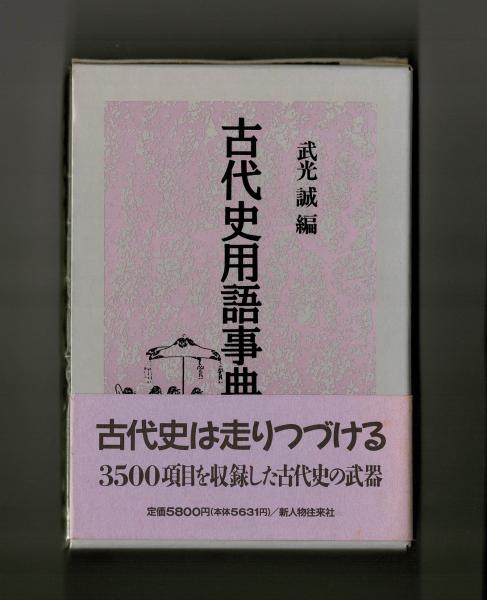 武光 誠 編
古代史用語事典
古代史は走りつづける
3500項目を収録した古代史の武器
定価5800円(本体5631円)/新人物往来社